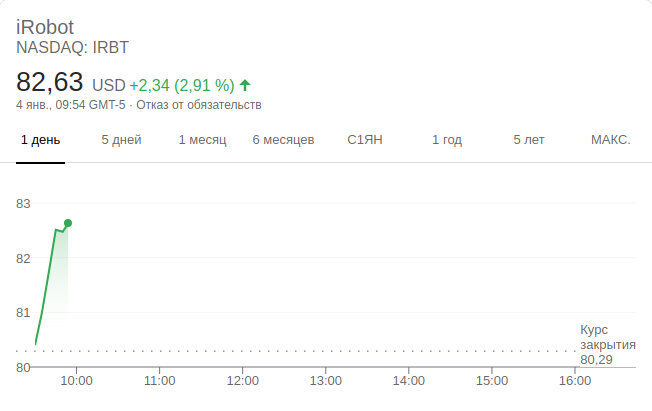 iRobot
NASDAQ: IRBT
82,63 USD +2,34 (2,91 %)
4 янв., 09:54 GMT-5 · Отказ от обязательств
1 день 5 дней 1 месяц 6 месяцев С1ЯН 1 год 5 лет МАКС.
83
82
81
80
Курс
закрытия
80,29
10:00 11:00 12:00 13:00 14:00 15:00 16:00